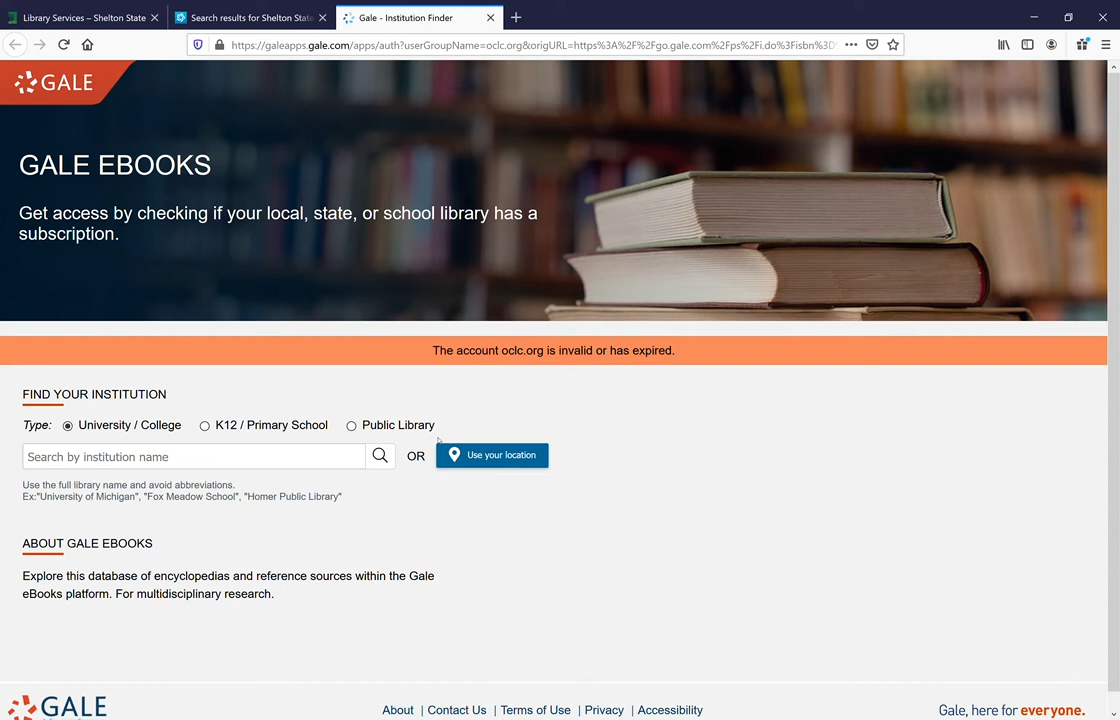 Library Services – Shelton State
Search results for Shelton State
Gale - Institution Finder
https://galeapps.gale.com/apps/auth?userGroupName=oclc.org&origURL=https%3A%2F%2Fgo.gale.com%2Fps%2Fi.do%3Fisbn%3D
GALE
GALE EBOOKS
Get access by checking if your local, state, or school library has a
subscription.
The account oclc.org is invalid or has expired.
FIND YOUR INSTITUTION
Type: University / College K12 / Primary School Public Library
Search by institution name OR Use your location
Use the full library name and avoid abbreviations.
Ex:"University of Michigan", "Fox Meadow School", "Homer Public Library"
ABOUT GALE EBOOKS
Explore this database of encyclopedias and reference sources within the Gale
eBooks platform. For multidisciplinary research.
GALE
About | Contact Us | Terms of Use | Privacy | Accessibility
Gale, here for everyone.